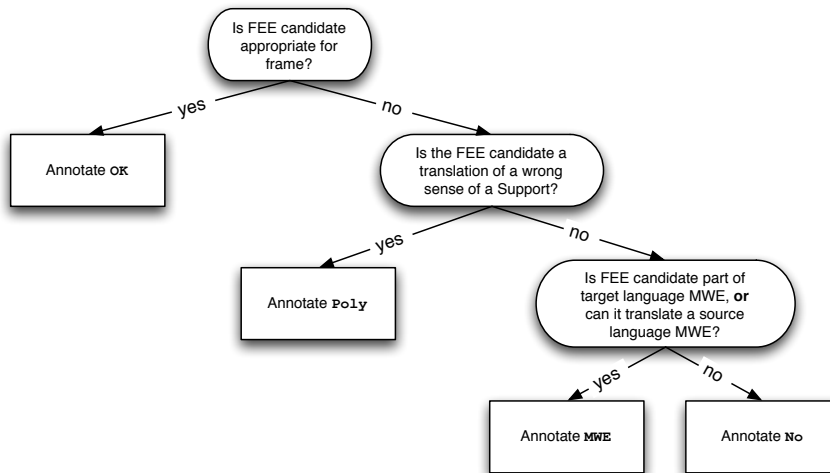 Is FEE candidate
appropriate for
frame?
yes
no
Annotate OK
Is the FEE candidate a
translation of a wrong
sense of a Support?
yes
no
Annotate Poly
Is FEE candidate part of
target language MWE, or
can it translate a source
language MWE?
yes
no
Annotate MWE
Annotate No